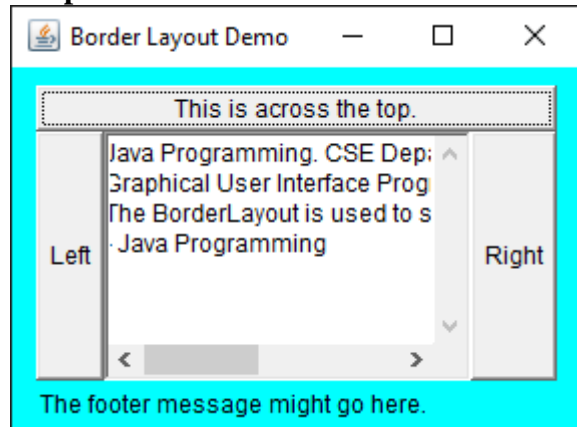 Border Layout Demo
This is across the top.
Left
Java Programming. CSE
Graphical User Interface
The BorderLayout is used to
- Java Programming
Right
The footer message might go here.